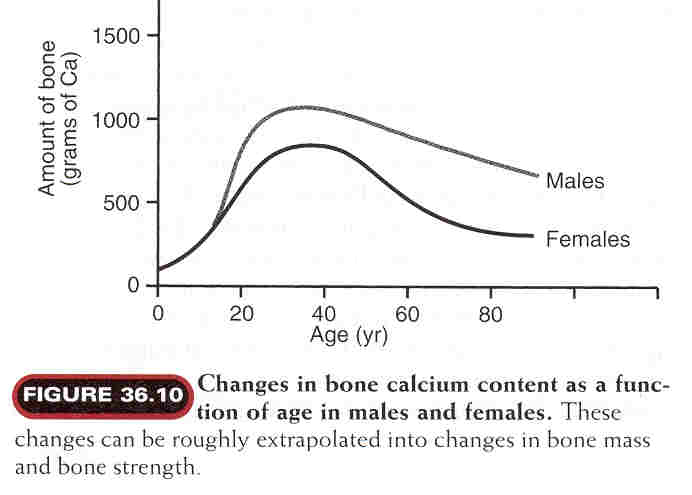 1500
1000
500
0
Amount of bone
(grams of Ca)
Males
Females
0 20 40 60 80
Age (yr)
FIGURE 36.10 Changes in bone calcium content as a func-
tion of age in males and females. These
changes can be roughly extrapolated into changes in bone mass
and bone strength.